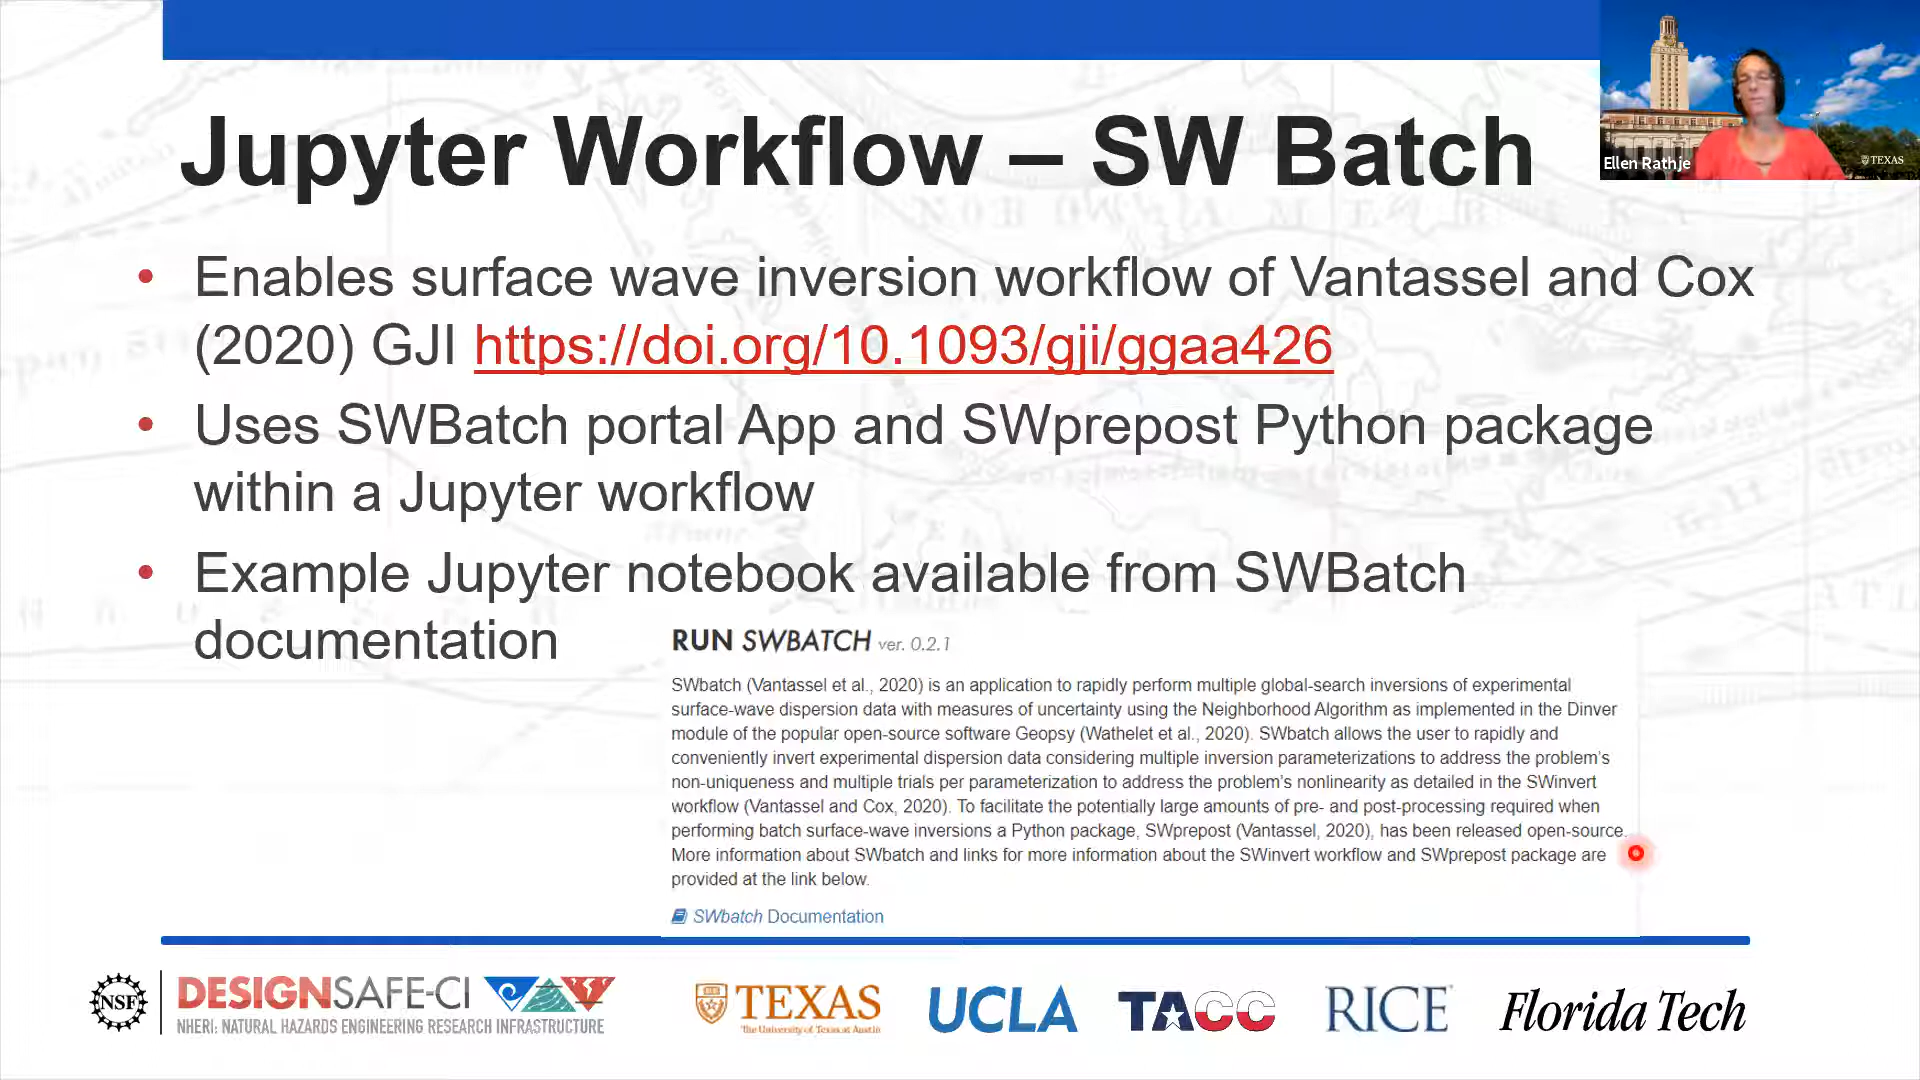 Jupyter Workflow – SW Batch
Ellen Rathje
TEXAS
• Enables surface wave inversion workflow of Vantassel and Cox
(2020) GJI https://doi.org/10.1093/gji/ggaa426
• Uses SWBatch portal App and SWprepost Python package
within a Jupyter workflow
• Example Jupyter notebook available from SWBatch
documentation
RUN SWBATCH ver. 0.2.1
SWbatch (Vantassel et al., 2020) is an application to rapidly perform multiple global-search inversions of experimental
surface-wave dispersion data with measures of uncertainty using the Neighborhood Algorithm as implemented in the Dinver
module of the popular open-source software Geopsy (Wathelet et al., 2020). SWbatch allows the user to rapidly and
conveniently invert experimental dispersion data considering multiple inversion parameterizations to address the problem's
non-uniqueness and multiple trials per parameterization to address the problem's nonlinearity as detailed in the SWinvert
workflow (Vantassel and Cox, 2020). To facilitate the potentially large amounts of pre- and post-processing required when
performing batch surface-wave inversions a Python package, SWprepost (Vantassel, 2020), has been released open-source.
More information about SWbatch and links for more information about the SWinvert workflow and SWprepost package are
provided at the link below.
SWbatch Documentation
NSF
DESIGNSAFE-CI
NHERI: NATURAL HAZARDS ENGINEERING RESEARCH INFRASTRUCTURE
TEXAS
The University of Texas at Austin
UCLA
TACC
RICE
Florida Tech